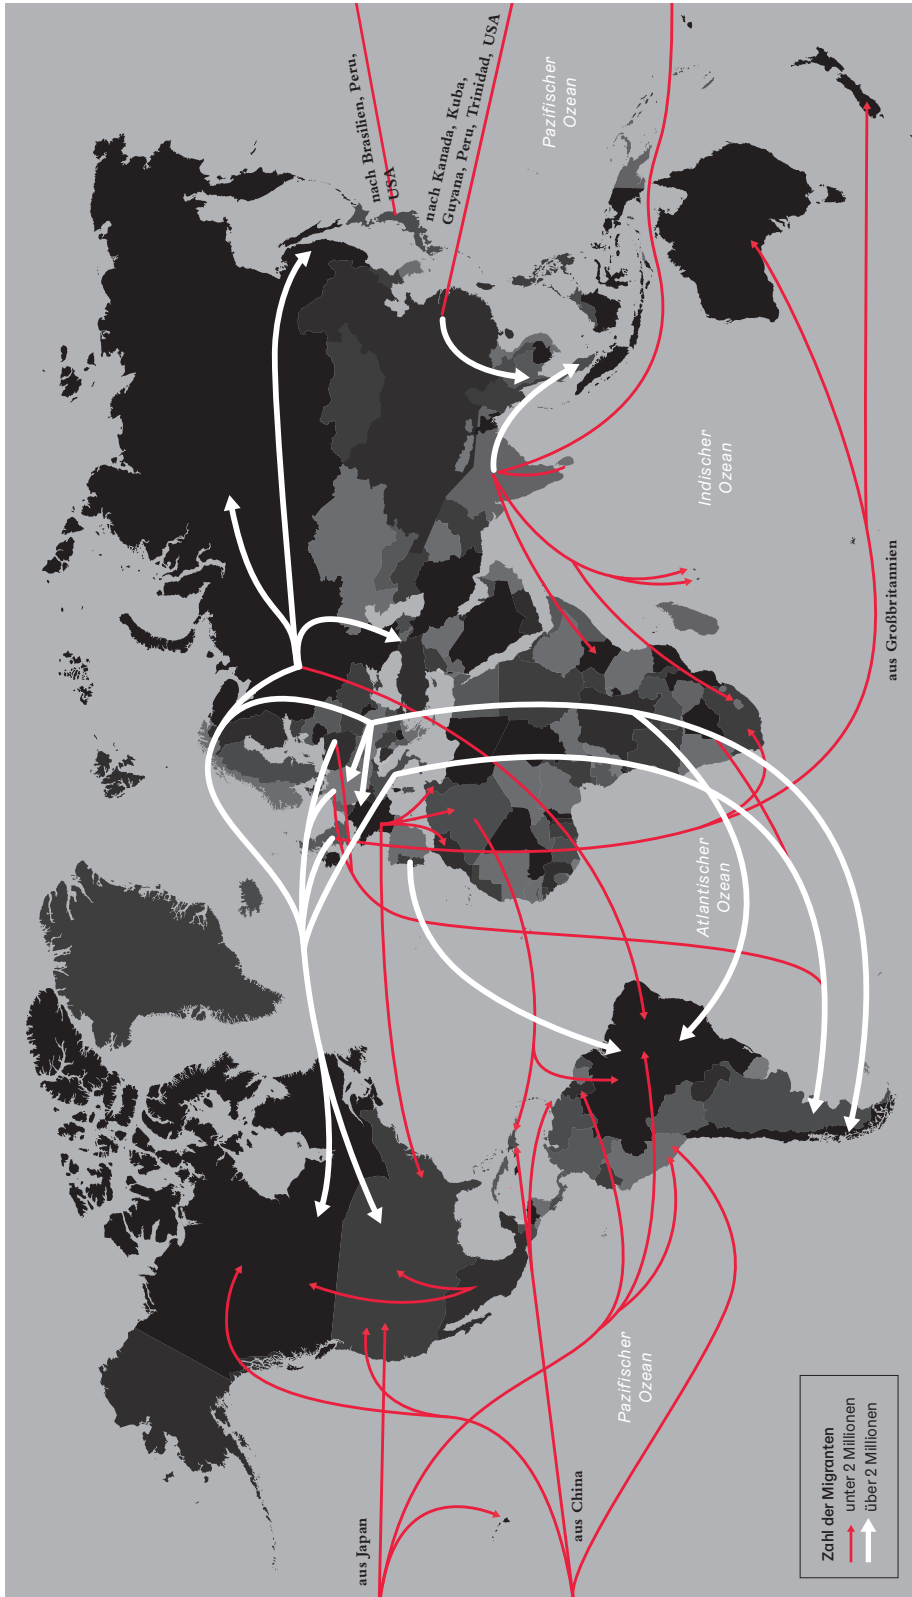 nach Brasilien, Peru,
USA
nach Kanada, Kuba,
Guyana, Peru, Trinidad, USA
Pazifischer
Ozean
Indischer
Ozean
aus Großbritannien
Atlantischer
Ozean
Pazifischer
Ozean
aus Japan
aus China
Zahl der Migranten
unter 2 Millionen
über 2 Millionen